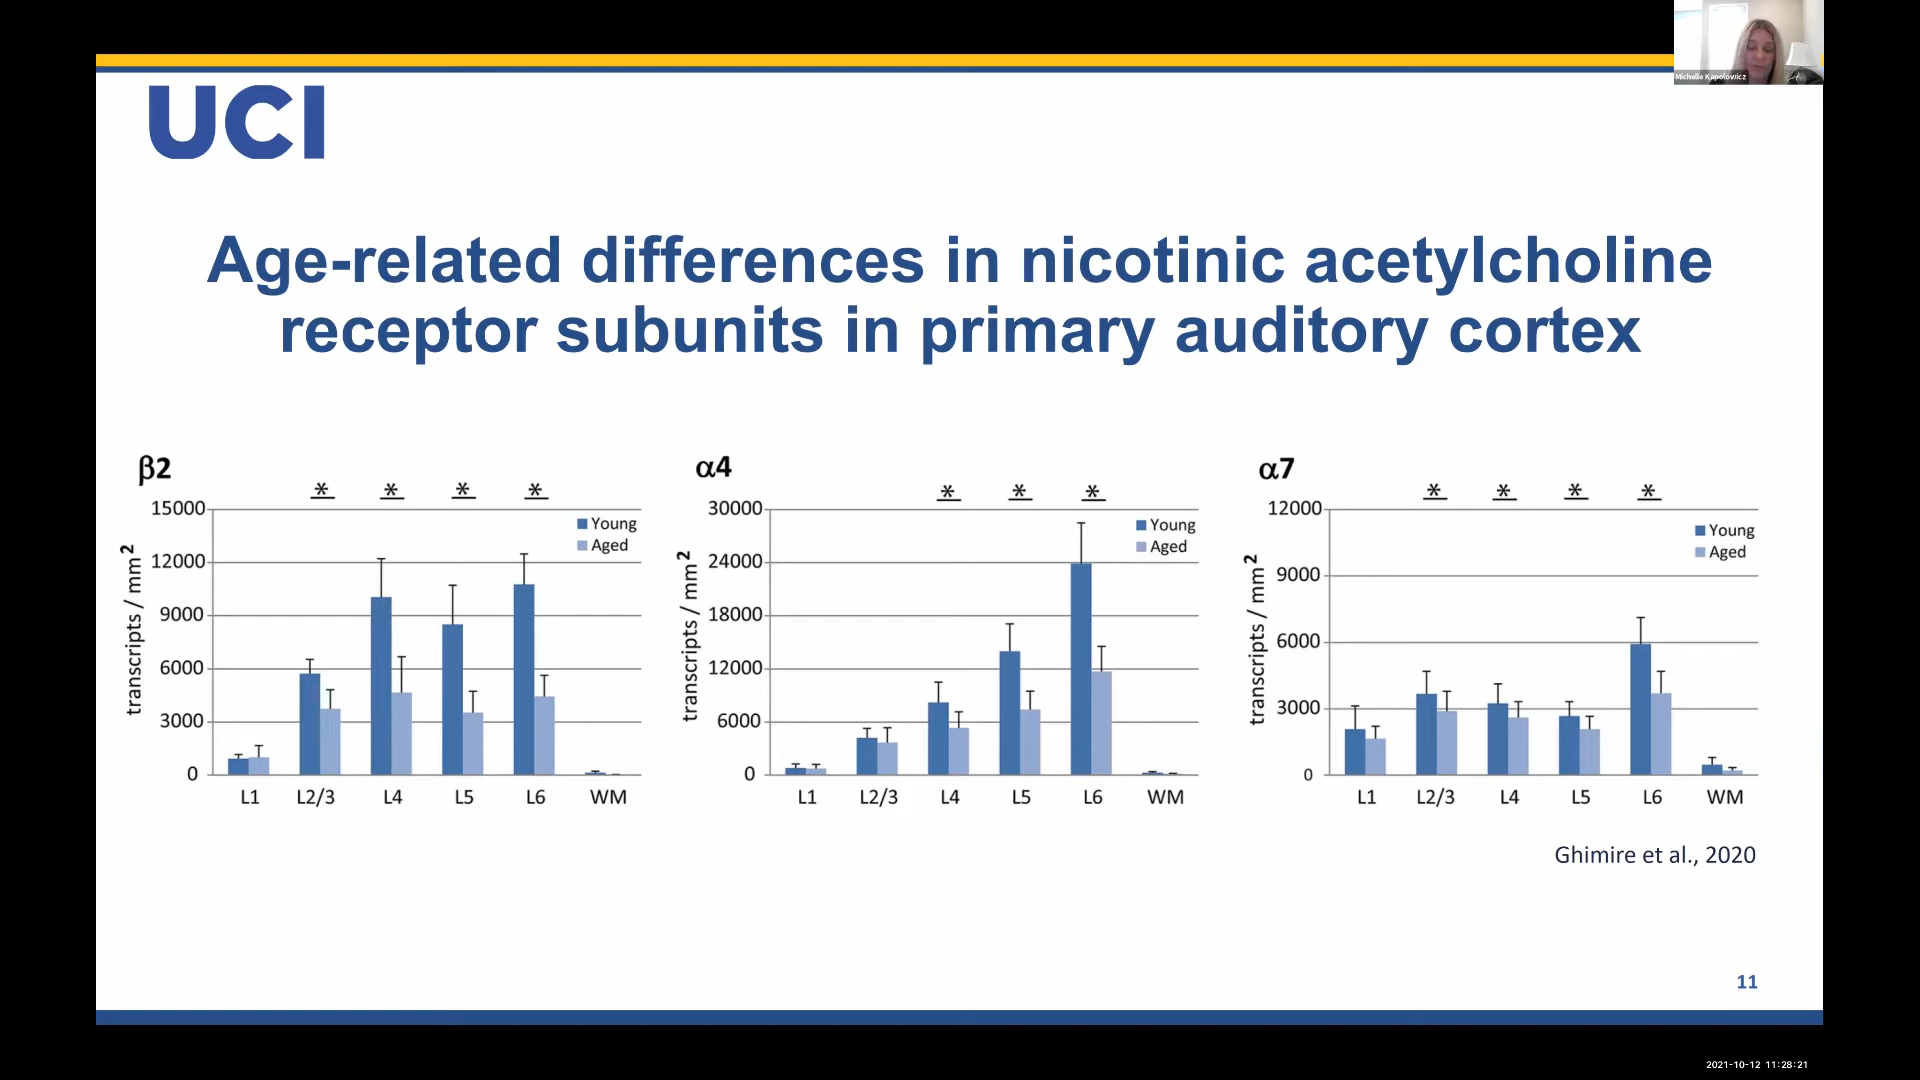 Michelle Kapolowicz
UCI
Age-related differences in nicotinic acetylcholine
receptor subunits in primary auditory cortex
β2
* * * *
transcripts / mm²
15000
12000
9000
6000
3000
0
Young
Aged
L1 L2/3 L4 L5 L6 WM
α4
* * *
transcripts / mm²
30000
24000
18000
12000
6000
0
Young
Aged
L1 L2/3 L4 L5 L6 WM
α7
* * * *
transcripts / mm²
12000
9000
6000
3000
0
Young
Aged
L1 L2/3 L4 L5 L6 WM
Ghimire et al., 2020
11
2021-10-12 11:28:21